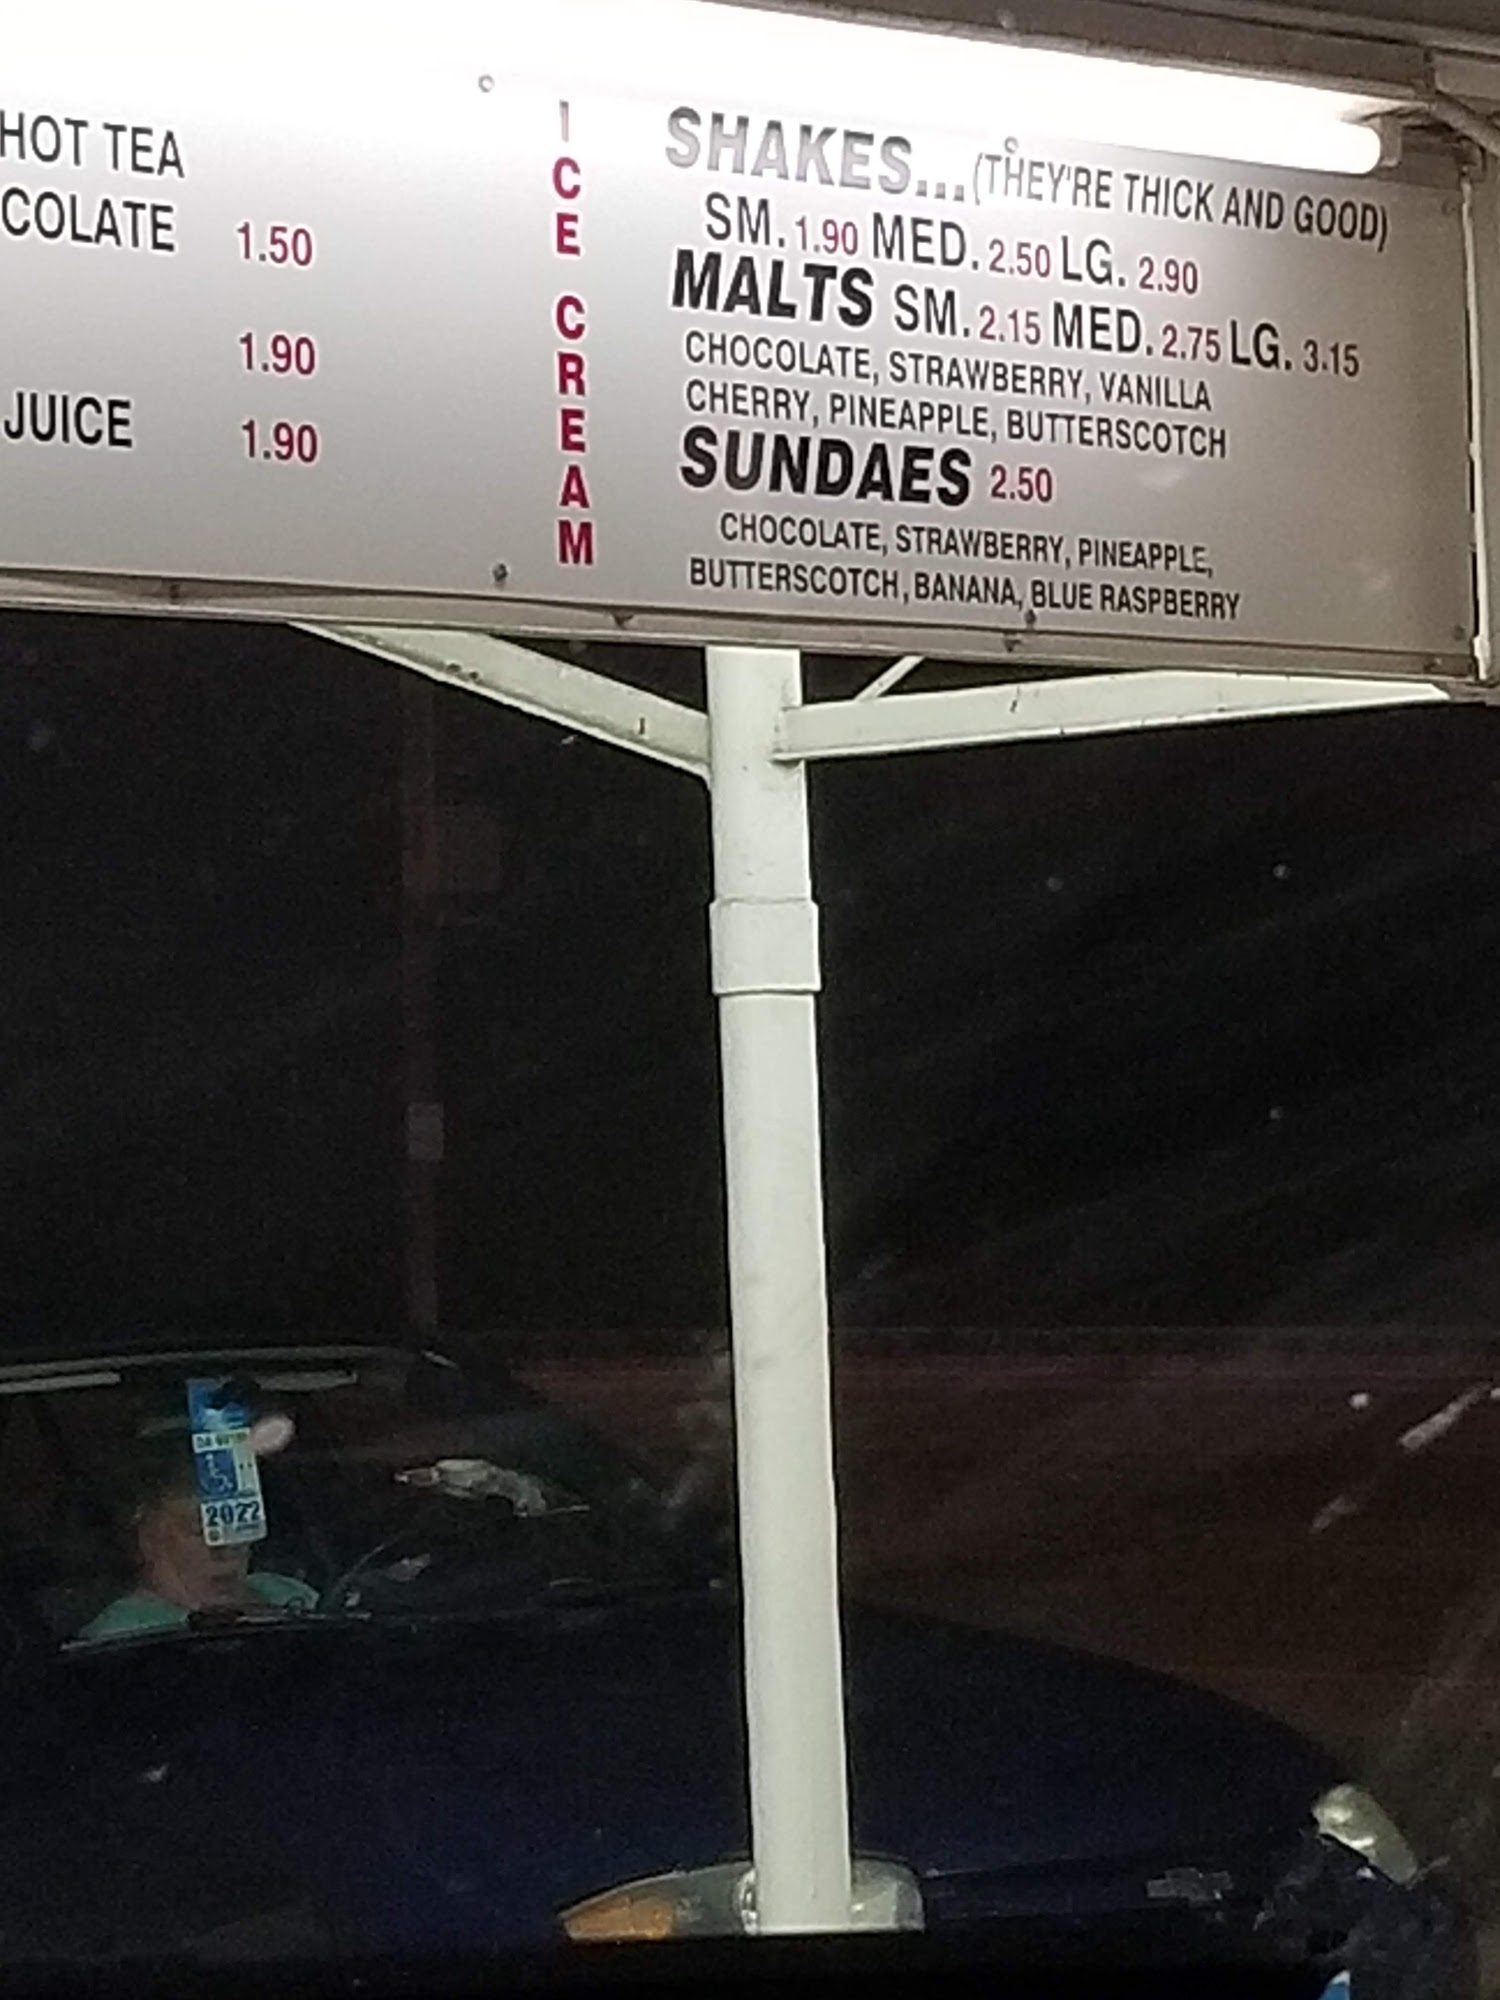 HOT TEA
COLATE 1.50
1.90
JUICE 1.90
ICE CREAM
SHAKES...(THEY'RE THICK AND GOOD)
SM. 1.90 MED. 2.50 LG. 2.90
MALTS SM. 2.15 MED. 2.75 LG. 3.15
CHOCOLATE, STRAWBERRY, VANILLA
CHERRY, PINEAPPLE, BUTTERSCOTCH
SUNDAES 2.50
CHOCOLATE, STRAWBERRY, PINEAPPLE,
BUTTERSCOTCH, BANANA, BLUE RASPBERRY
2022